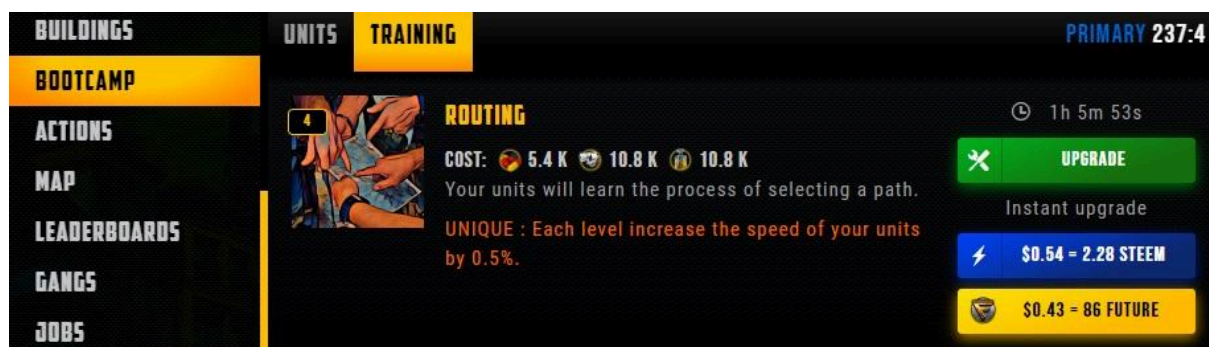 BUILDINGS
BOOTCAMP
ACTIONS
MAP
LEADERBOARDS
GANGS
JOBS
UNITS TRAINING
PRIMARY 237:4
4
ROUTING
COST: 5.4 K 10.8 K 10.8 K
Your units will learn the process of selecting a path.
UNIQUE : Each level increase the speed of your units
by 0.5%.
1h 5m 53s
UPGRADE
Instant upgrade
$0.54 = 2.28 STEEM
$0.43 = 86 FUTURE